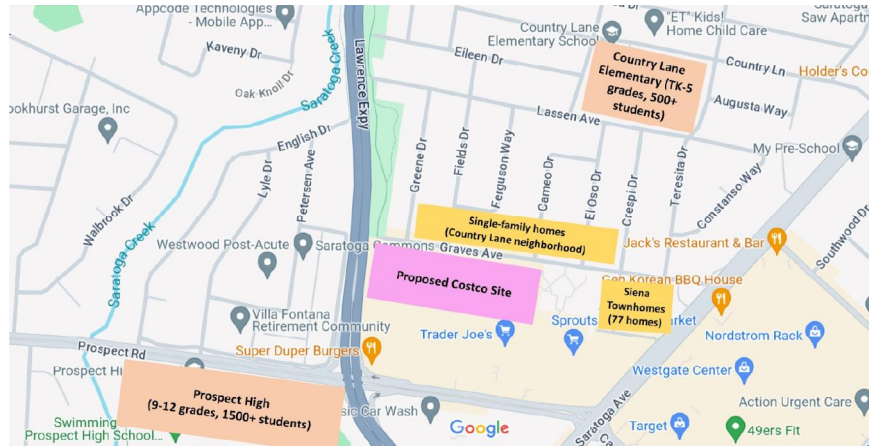 Appcode Technologies
- Mobile App...
Kaveny Dr
Oak Knoll Dr
Saratoga Creek
ookhurst Garage, Inc
English Dr
Lawrence Expy
Eileen Dr
Country Lane
Elementary School
"ET" Kids!
Home Child Care
Saratoga
Saw Apartm
Country Lane
Elementary (TK-5
grades, 500+
students)
Country Ln
Holder's Co
Augusta Way
Lassen Ave
My Pre-School
Walbrook Dr
Lyle Dr
Petersen Ave
Greene Dr
Fields Dr
Ferguson Way
Cameo Dr
El Oso Dr
Crespi Dr
Teresita Dr
Constanso Way
Southwood Dr
Saratoga Creek
Westwood Post-Acute
Saratoga Commons
Single-family homes
(Country Lane neighborhood)
Graves Ave
Jack's Restaurant & Bar
Proposed Costco Site
Gen Korean BBQ House
Siena
Townhomes
(77 homes)
Villa Fontana
Retirement Community
Trader Joe's
Sprouts
rket
Nordstrom Rack
Prospect Rd
Super Duper Burgers
Westgate Center
Prospect Hi
Prospect High
(9-12 grades, 1500+ students)
sic Car Wash
Google
Saratoga Ave
Ca
Target
Action Urgent Care
49ers Fit
Swimming
Prospect High School...